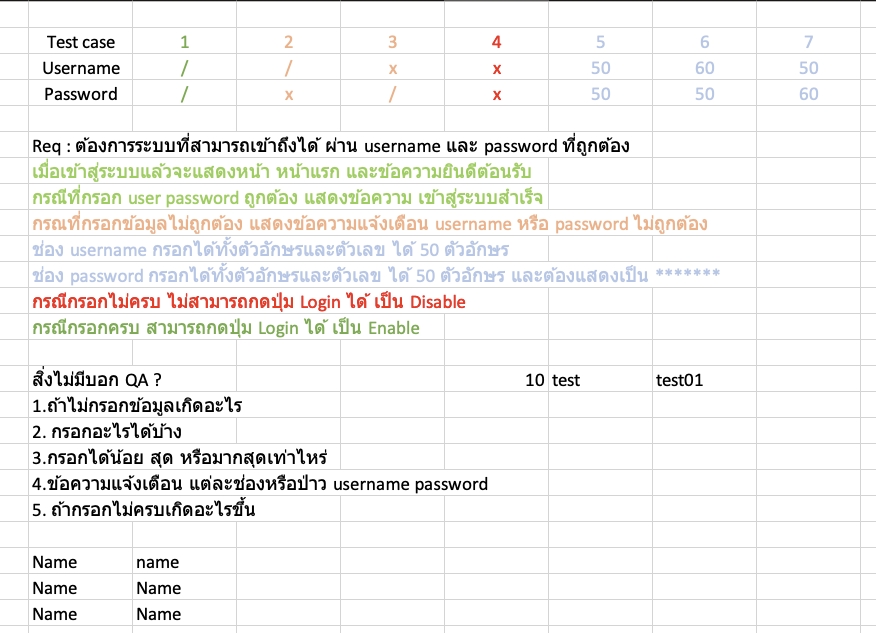 Test case 1 2 3 4 5 6 7
Username / / x x 50 60 50
Password / x / x 50 50 60
Req : ต้องการระบบที่สามารถเข้าถึงได้ ผ่าน username และ password ที่ถูกต้อง
เมื่อเข้าสู่ระบบแล้วจะแสดงหน้า หน้าแรก และข้อความยินดีต้อนรับ
กรณีที่กรอก user password ถูกต้อง แสดงข้อความ เข้าสู่ระบบสำเร็จ
กรณที่กรอกข้อมูลไม่ถูกต้อง แสดงข้อความแจ้งเตือน username หรือ password ไม่ถูกต้อง
ช่อง username กรอกได้ทั้งตัวอักษรและตัวเลข ได้ 50 ตัวอักษร
ช่อง password กรอกได้ทั้งตัวอักษรและตัวเลข ได้ 50 ตัวอักษร และต้องแสดงเป็น *******
กรณีกรอกไม่ครบ ไม่สามารถกดปุ่ม Login ได้ เป็น Disable
กรณีกรอกครบ สามารถกดปุ่ม Login ได้ เป็น Enable
สิ่งไม่มีบอก QA ? 10 test test01
1.ถ้าไม่กรอกข้อมูลเกิดอะไร
2. กรอกอะไรได้บ้าง
3.กรอกได้น้อย สุด หรือมากสุดเท่าไหร่
4.ข้อความแจ้งเตือน แต่ละช่องหรือป่าว username password
5. ถ้ากรอกไม่ครบเกิดอะไรขึ้น
Name name
Name Name
Name Name